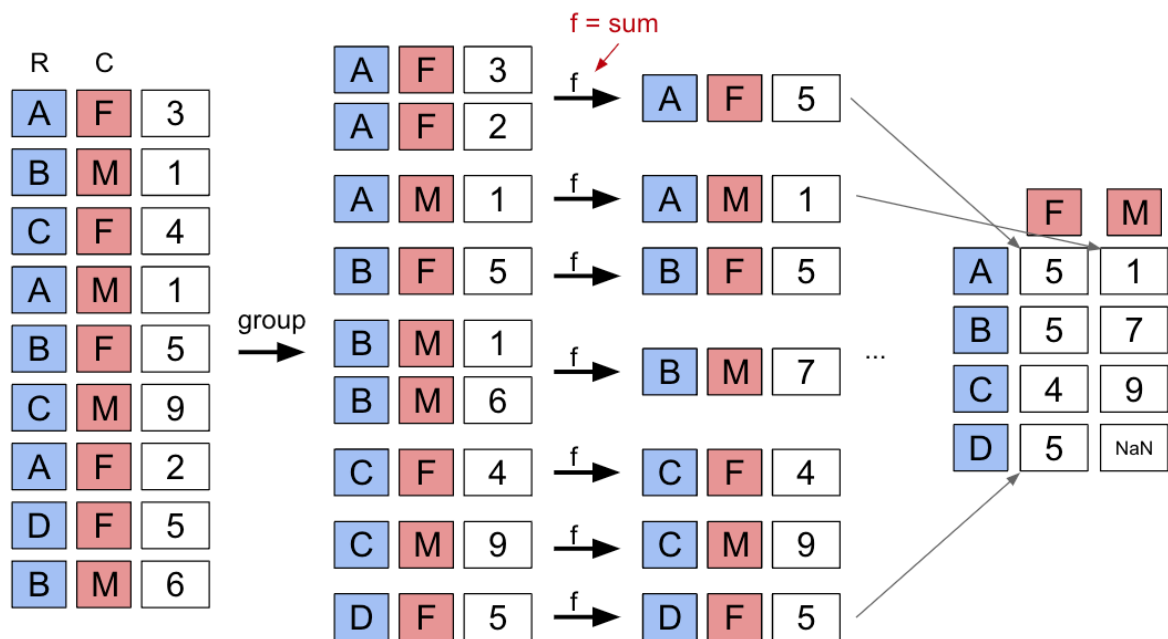 f = sum
R C
A F 3
B M 1
C F 4
A M 1
B F 5
C M 9
A F 2
D F 5
B M 6
group
A F 3
A F 2
f
A F 5
A M 1
f
A M 1
B F 5
f
B F 5
B M 1
B M 6
f
B M 7
C F 4
f
C F 4
C M 9
f
C M 9
D F 5
f
D F 5
...
F M
A 5 1
B 5 7
C 4 9
D 5 NaN